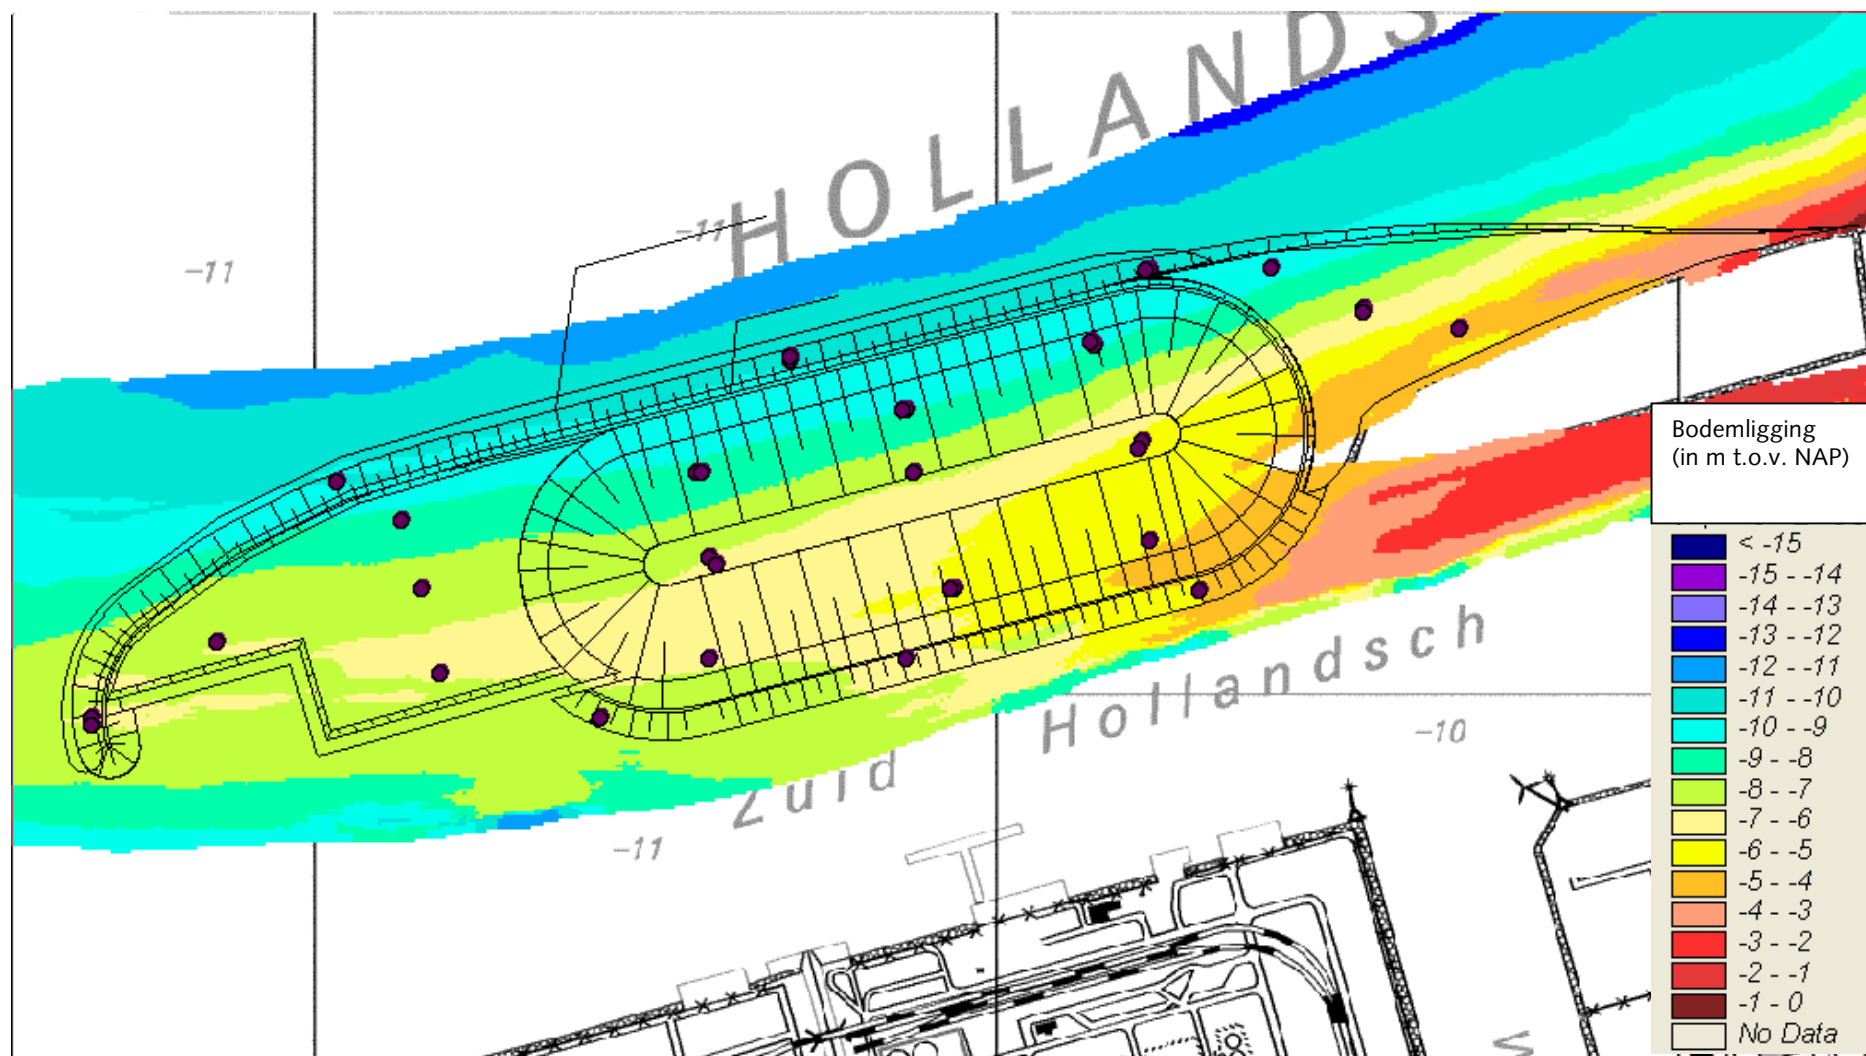 HOLLANDS
-11
-11
Bodemligging
(in m t.o.v. NAP)
< -15
-15 - -14
-14 - -13
-13 - -12
-12 - -11
-11 - -10
-10 - -9
-9 - -8
-8 - -7
-7 - -6
-6 - -5
-5 - -4
-4 - -3
-3 - -2
-2 - -1
-1 - 0
No Data
Zuid Hollandsch
-10
-11